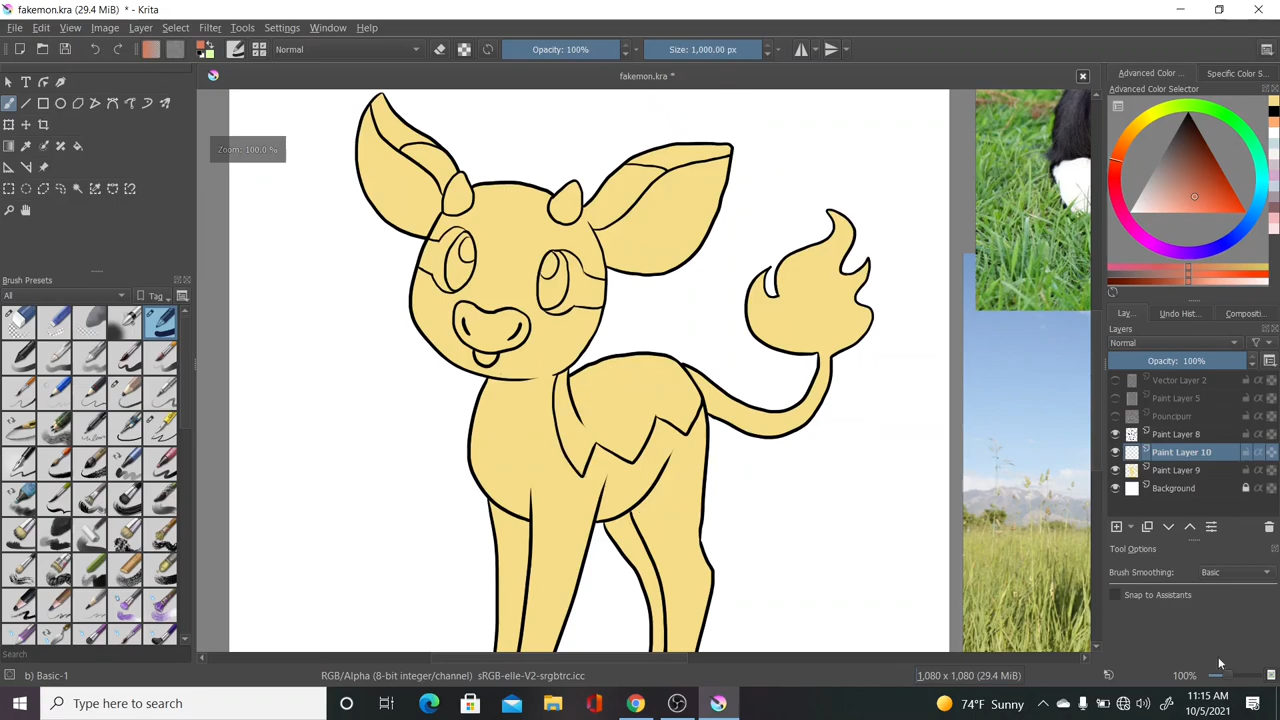 fakemon.kra (29.4 MiB) * - Krita
File Edit View Image Layer Select Filter Tools Settings Window Help
Normal Opacity: 100% Size: 1,000.00 px
fakemon.kra *
Advanced Color ... Specific Color S...
Advanced Color Selector
Zoom: 100.0 %
Brush Presets
All Tag
Lay... Undo Hist... Compositi...
Layers
Normal
Opacity: 100%
Vector Layer 2
Paint Layer 5
Pouncipurr
Paint Layer 8
Paint Layer 10
Paint Layer 9
Background
Tool Options
Brush Smoothing: Basic
Snap to Assistants
Search
b) Basic-1 RGB/Alpha (8-bit integer/channel) sRGB-elle-V2-srgbtrc.icc 1,080 x 1,080 (29.4 MiB) 100%
Type here to search 74°F Sunny 11:15 AM
10/5/2021